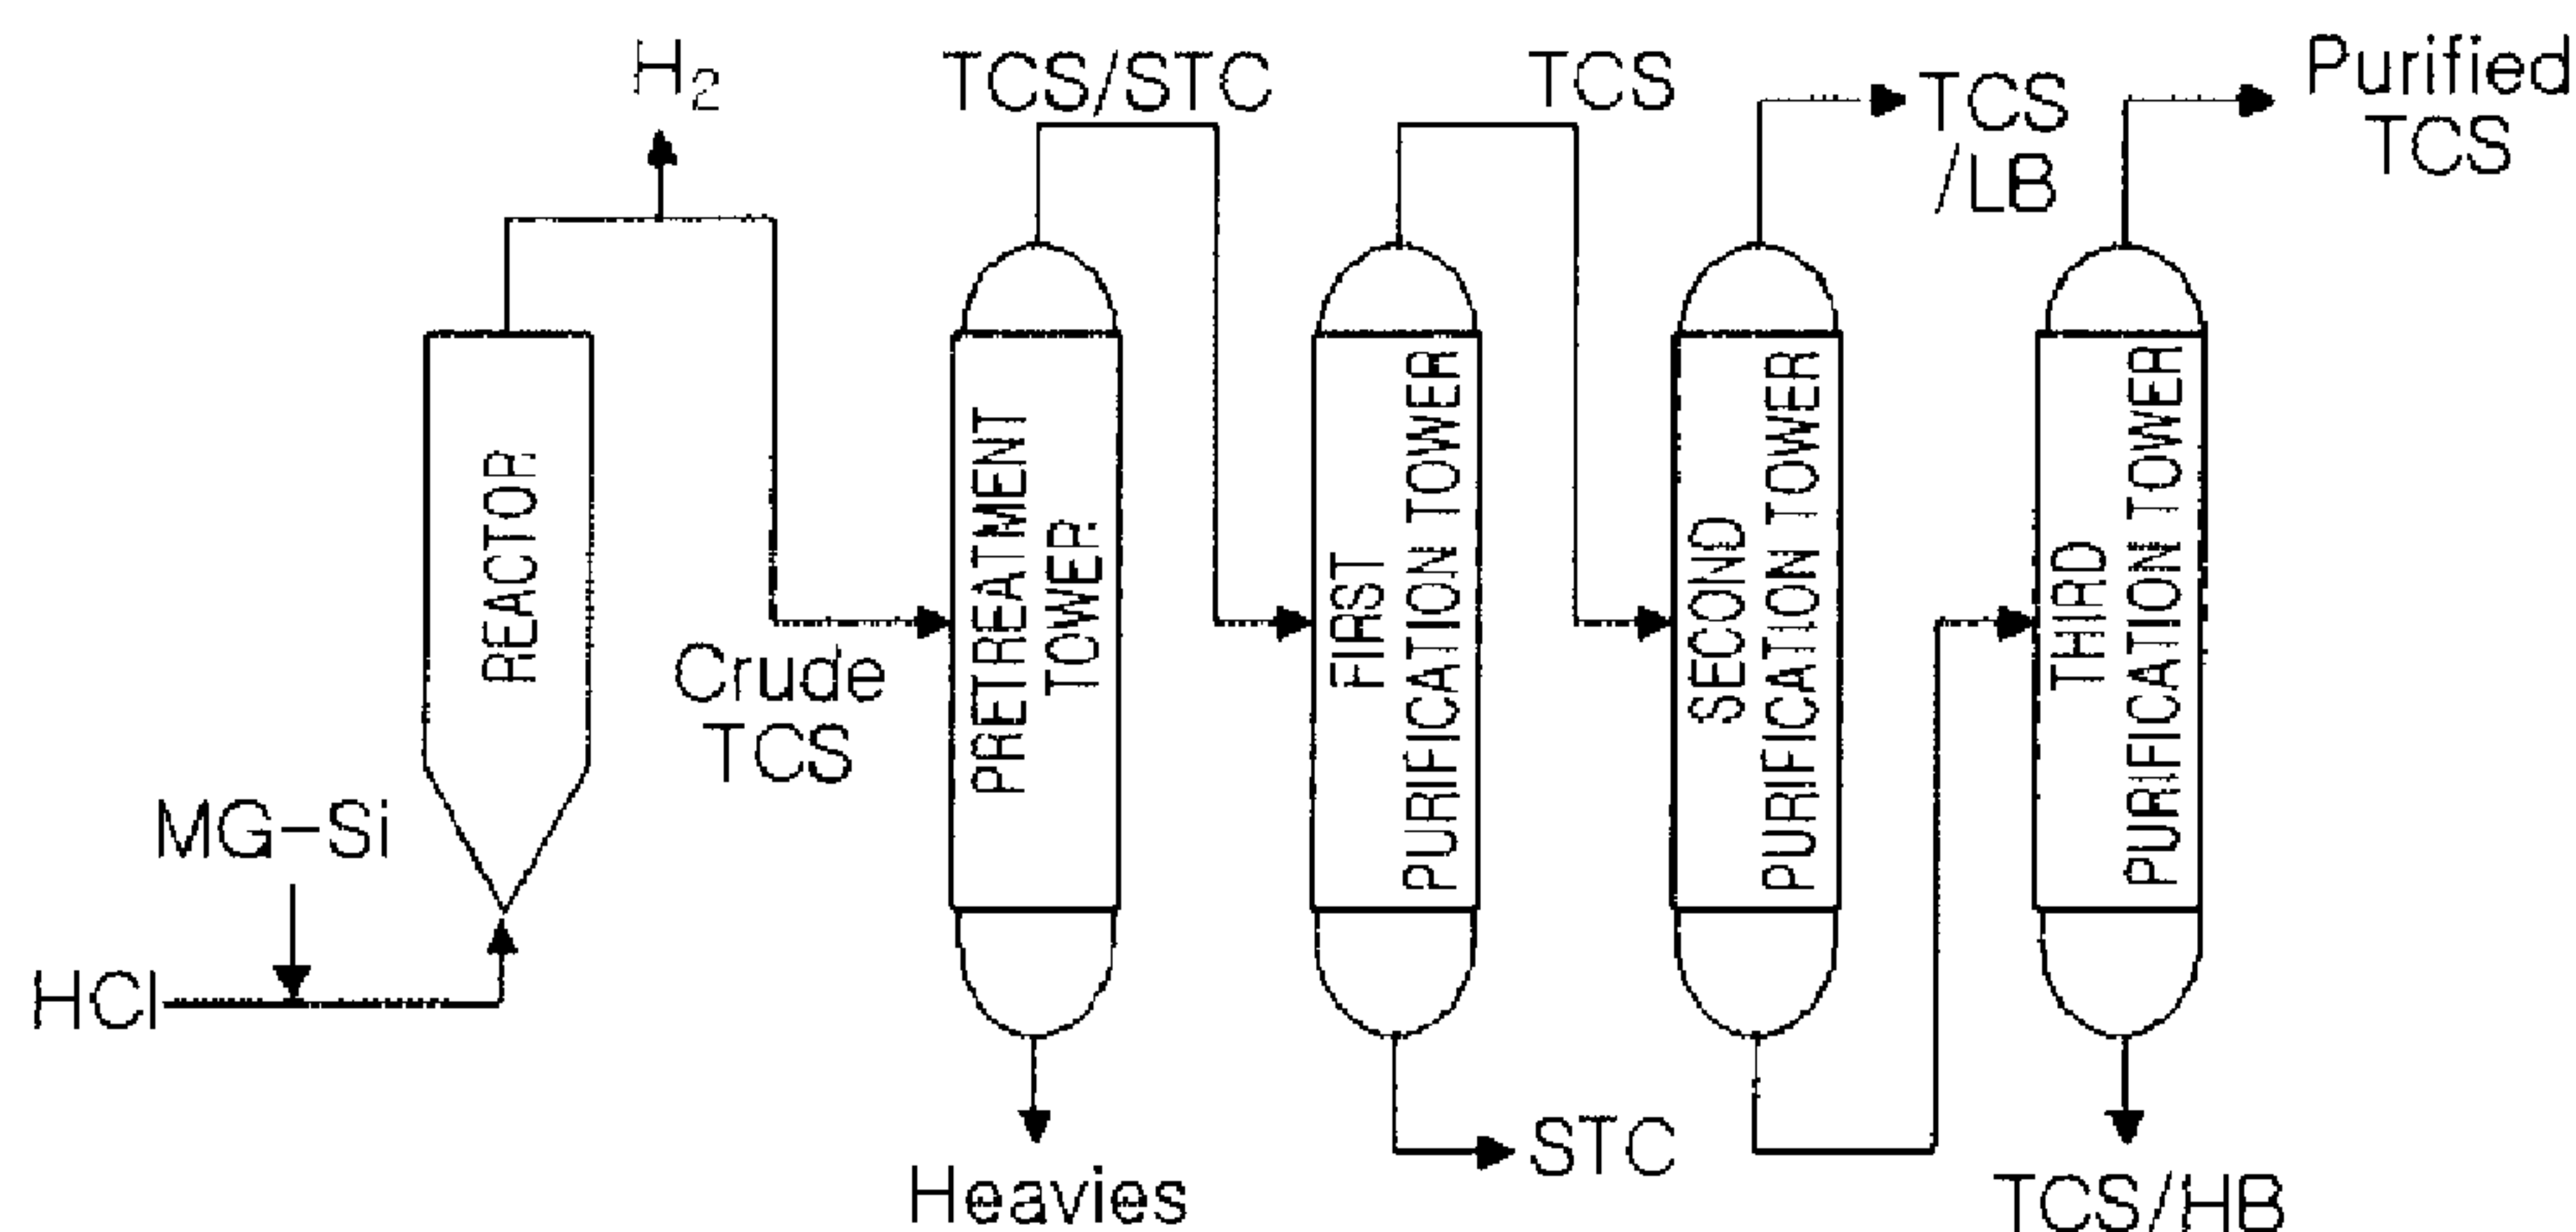 H₂
TCS/STC
TCS
TCS
/LB
Purified
TCS
REACTOR
Crude
TCS
MG-Si
HCl
PRETREATMENT
TOWER
FIRST
PURIFICATION TOWER
SECOND
PURIFICATION TOWER
THIRD
PURIFICATION TOWER
Heavies
STC
TCS/HB